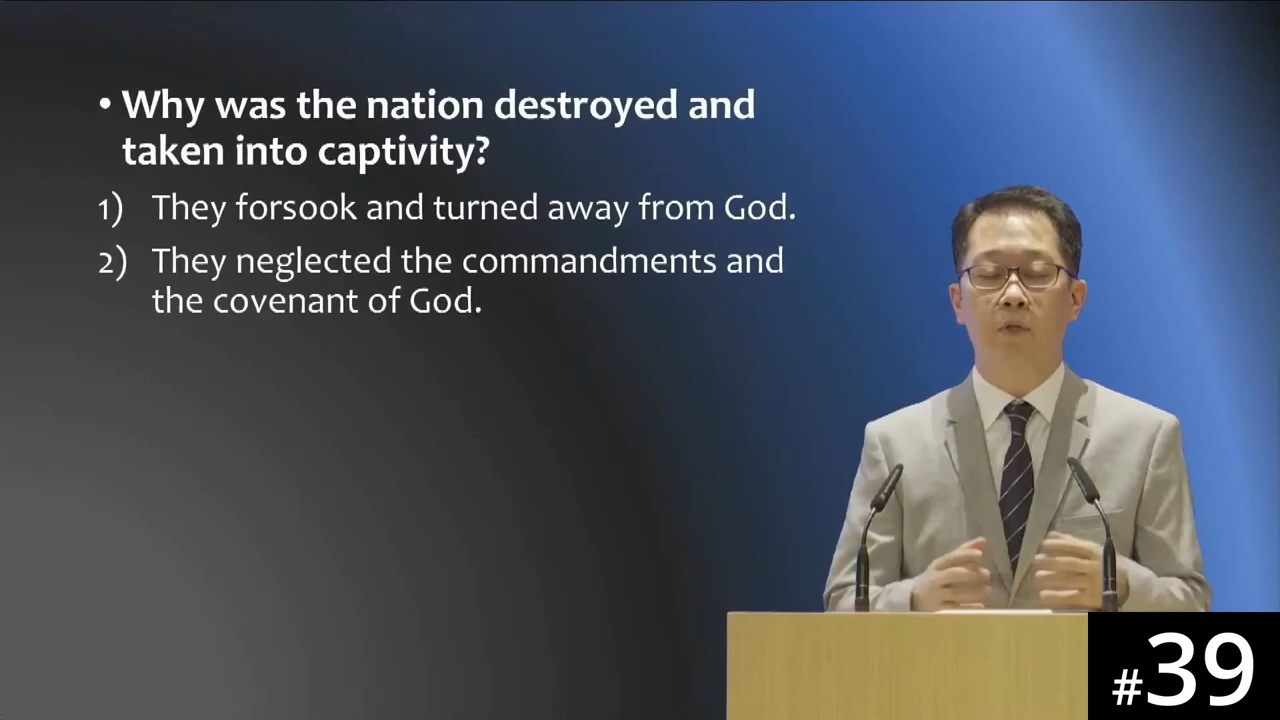 • Why was the nation destroyed and
taken into captivity?
1) They forsook and turned away from God.
2) They neglected the commandments and
the covenant of God.
#39